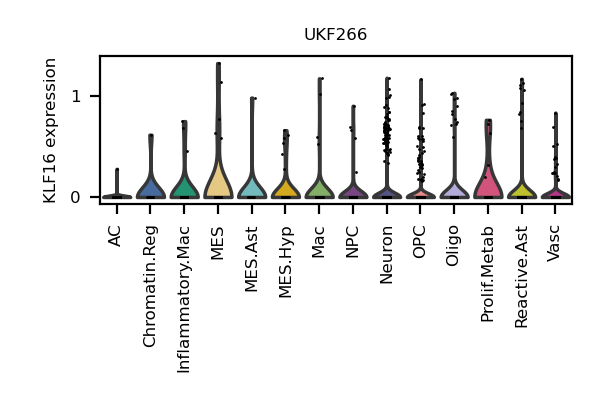 UKF266
KLF16 expression
1
0
AC
Chromatin.Reg
Inflammatory.Mac
MES
MES.Ast
MES.Hyp
Mac
NPC
Neuron
OPC
Oligo
Prolif.Metab
Reactive.Ast
Vasc